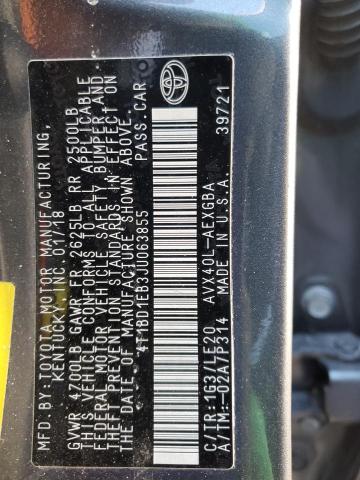 MFD.BY:TOYOTA MOTOR MANUFACTURING,
KENTUCKY, INC. 01/18
GVWR 4700LB GAWR FR 2625LB RR 2500LB
THIS VEHICLE CONFORMS TO ALL APPLICABLE
FEDERAL MOTOR VEHICLE SAFETY, BUMPER AND
THEFT PREVENTION STANDARDS IN EFFECT ON
THE DATE OF MANUFACTURE SHOWN ABOVE.
4T1BD1EB3JU063855 PASS.CAR
C/TR:1G3/LE20 AVX40L-AEXGBA
A/TM:-02A/P314 MADE IN U.S.A. 39721